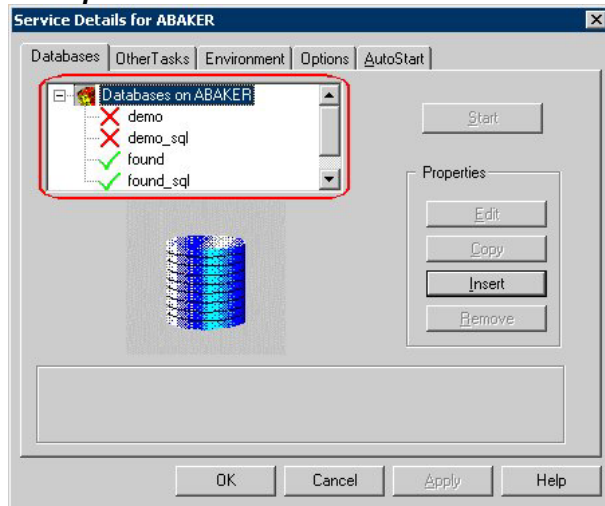 Service Details for ABAKER
Databases OtherTasks Environment Options AutoStart
Databases on ABAKER
demo
demo_sql
found
found_sql
Start
Properties
Edit
Copy
Insert
Remove
OK Cancel Apply Help